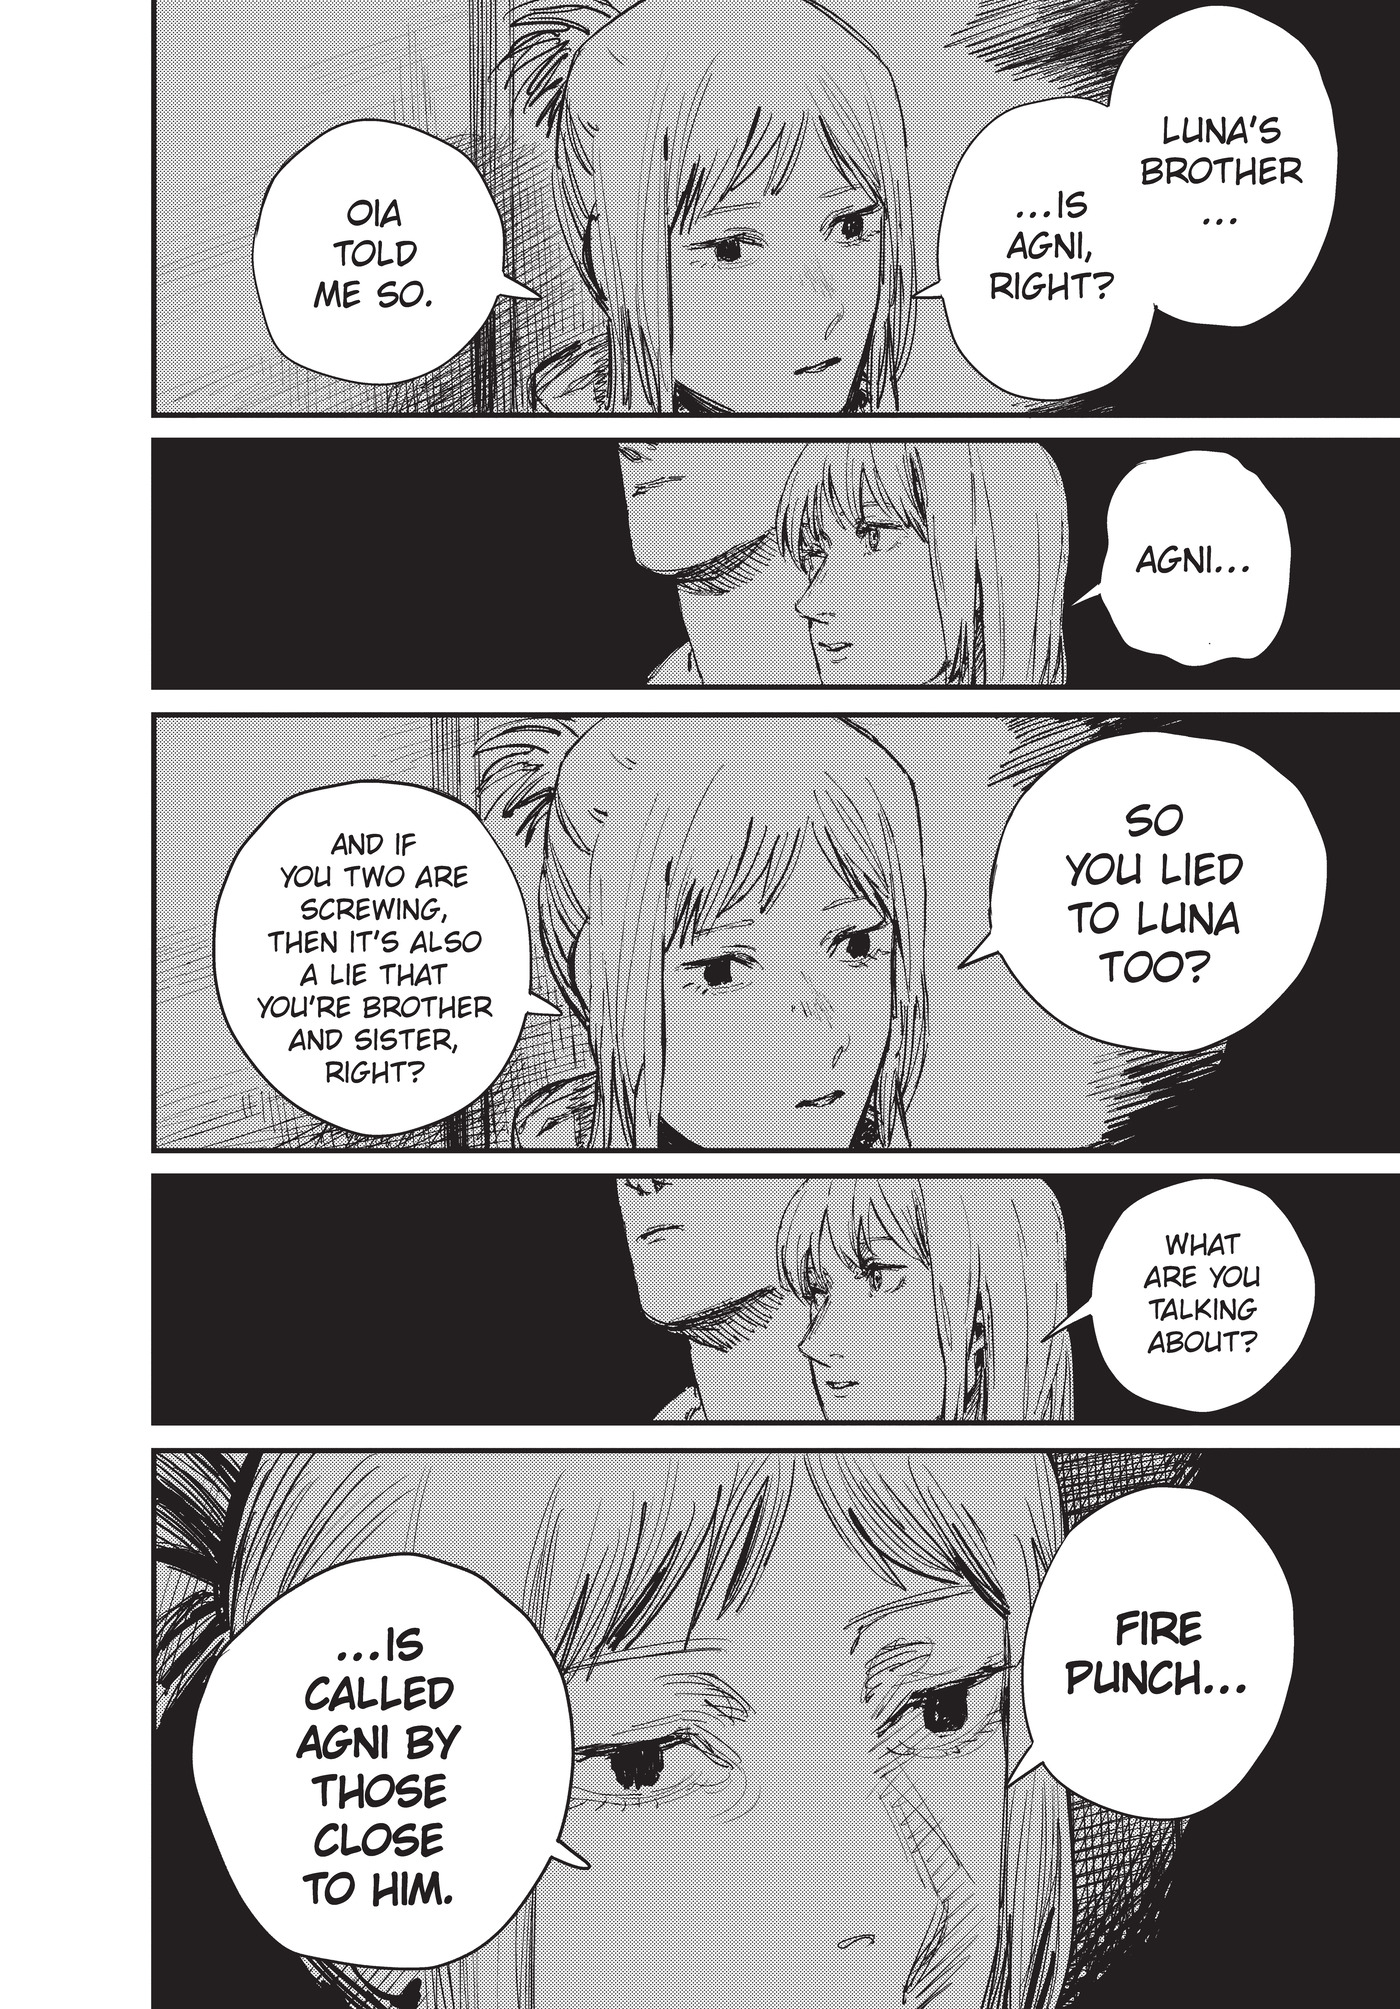 LUNA'S
BROTHER
...
...IS
AGNI,
RIGHT?
OIA
TOLD
ME SO.
AGNI...
SO
YOU LIED
TO LUNA
TOO?
AND IF
YOU TWO ARE
SCREWING,
THEN IT'S ALSO
A LIE THAT
YOU'RE BROTHER
AND SISTER,
RIGHT?
WHAT
ARE YOU
TALKING
ABOUT?
FIRE
PUNCH...
...IS
CALLED
AGNI BY
THOSE
CLOSE
TO HIM.